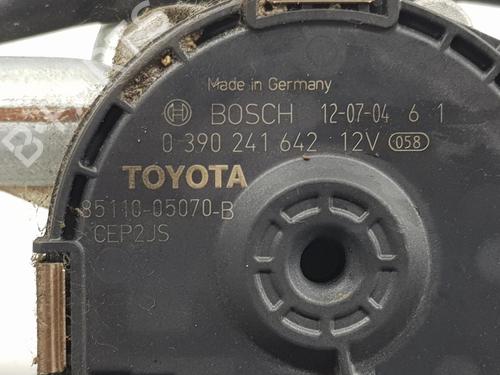 Made in Germany
BOSCH 12-07-04 6 1
0 390 241 642 12V 058
TOYOTA
85110-05070-B
CEP2JS